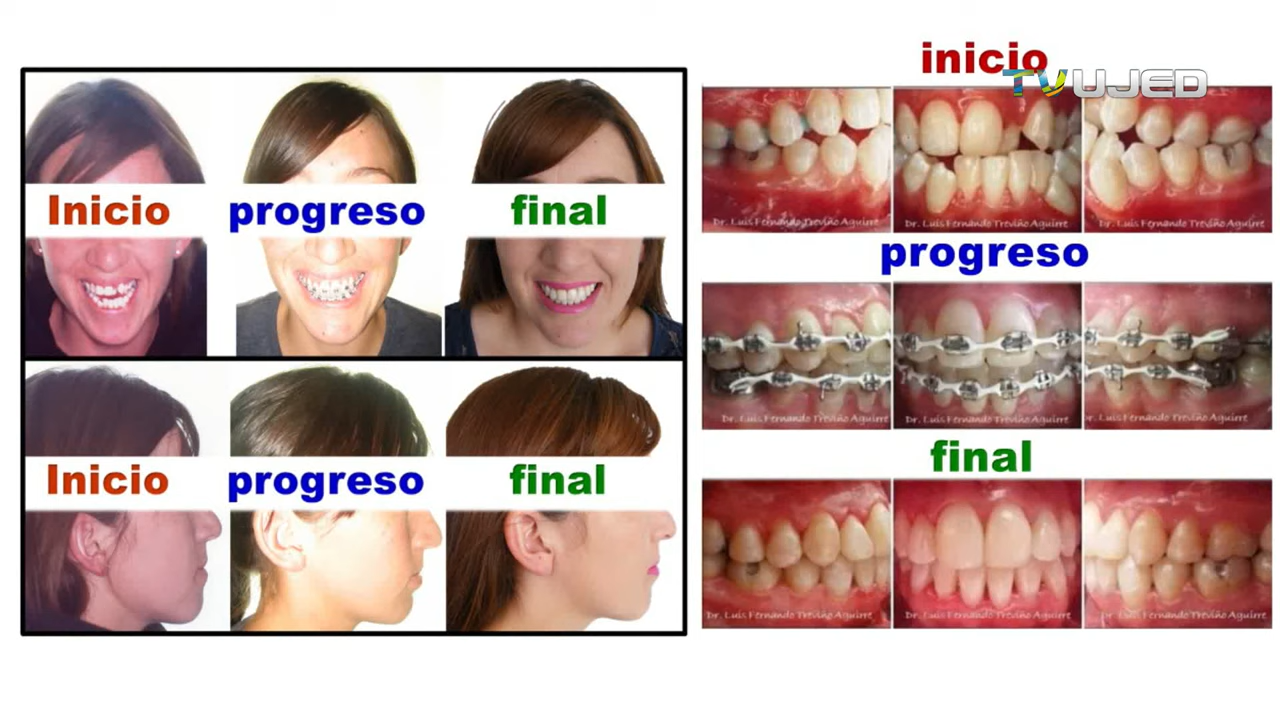 Inicio progreso final
Inicio progreso final
inicio
TVUJED
Dr. Luis Fernando Treviño Aguirre Dr. Luis Fernando Treviño Aguirre Dr. Luis Fernando Treviño Aguirre
progreso
Dr. Luis Fernando Treviño Aguirre Dr. Luis Fernando Treviño Aguirre Dr. Luis Fernando Treviño Aguirre
final
Dr. Luis Fernando Treviño Aguirre Dr. Luis Fernando Treviño Aguirre Dr. Luis Fernando Treviño Aguirre